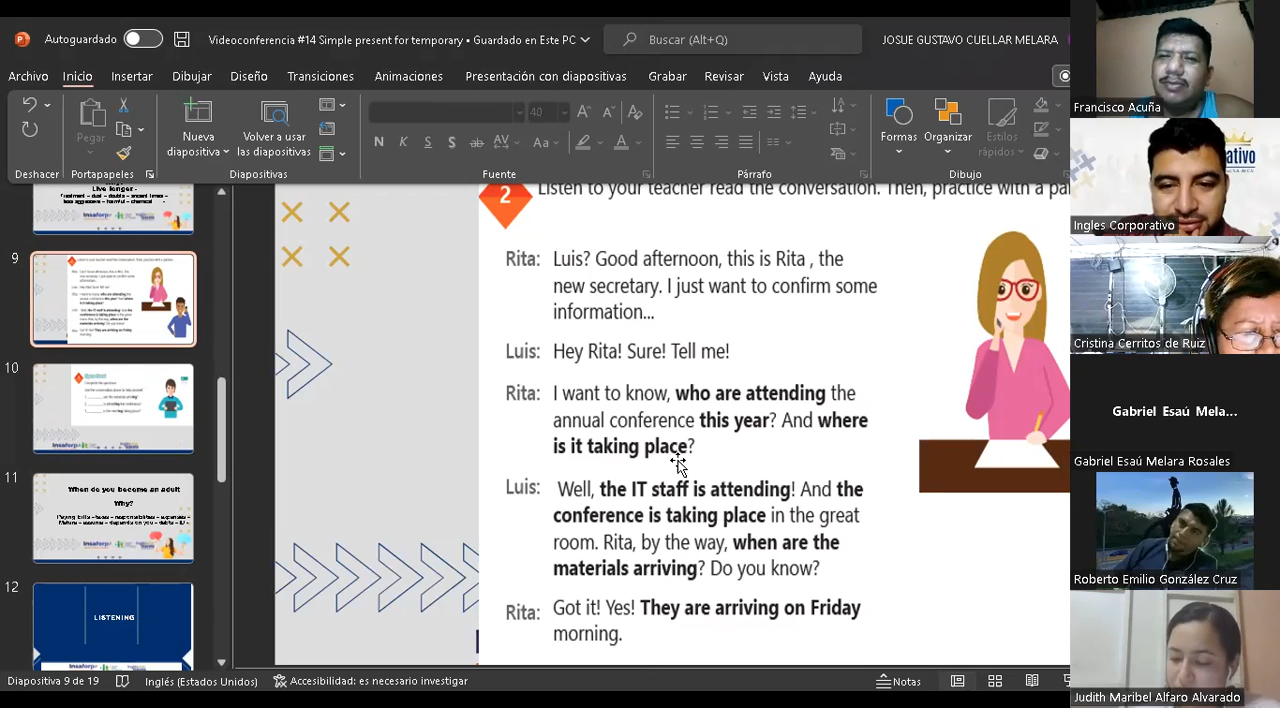 Autoguardado
Videoconferencia #14 Simple present for temporary • Guardado en Este PC
Buscar (Alt+Q)
JOSUE GUSTAVO CUELLAR MELARA
Archivo Inicio Insertar Dibujar Diseño Transiciones Animaciones Presentación con diapositivas Grabar Revisar Vista Ayuda
Pegar
Nueva diapositiva
Volver a usar las diapositivas
40
N K S S ab AV Aa A
Formas
Organizar
Estilos rápidos
Deshacer Portapapeles Diapositivas Fuente Párrafo Dibujo
Live longer -
9
10
11
When do you become an adult
Why?
12
LISTENING
2
Listen to your teacher read the conversation. Then, practice with a pa
Rita: Luis? Good afternoon, this is Rita , the
new secretary. I just want to confirm some
information...
Luis: Hey Rita! Sure! Tell me!
Rita: I want to know, who are attending the
annual conference this year? And where
is it taking place?
Luis: Well, the IT staff is attending! And the
conference is taking place in the great
room. Rita, by the way, when are the
materials arriving? Do you know?
Rita: Got it! Yes! They are arriving on Friday
morning.
Diapositiva 9 de 19
Inglés (Estados Unidos)
Accesibilidad: es necesario investigar
Notas
Francisco Acuña
ativo
Ingles Corporativo
Cristina Cerritos de Ruiz
Gabriel Esaú Mela...
Gabriel Esaú Melara Rosales
Roberto Emilio González Cruz
Judith Maribel Alfaro Alvarado